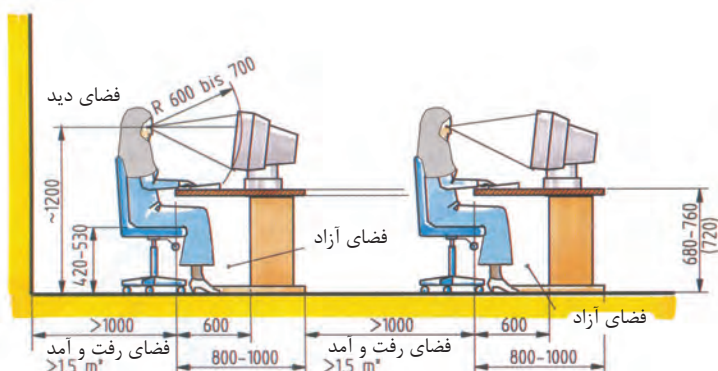 فضای دید
R 600 bis 700
~1200
420-530
فضای آزاد
680-760
(720)
فضای آزاد
>1000
600
>1000
600
فضای رفت و آمد
>15 m²
800-1000
فضای رفت و آمد
>15 m²
800-1000